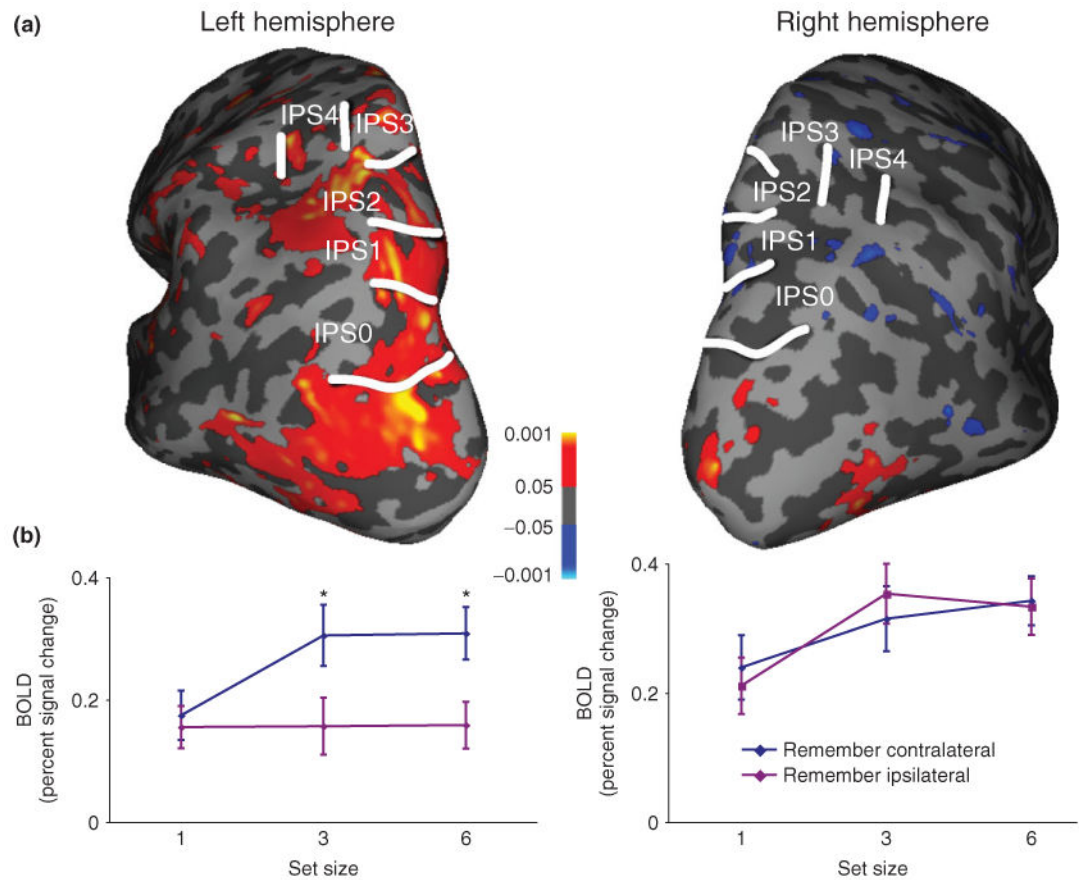 (a)
Left hemisphere
Right hemisphere
IPS4
IPS3
IPS2
IPS1
IPS0
IPS3
IPS4
IPS2
IPS1
IPS0
0.001
0.05
−0.05
−0.001
(b)
0.4
0.2
0
BOLD
(percent signal change)
*
*
1
3
6
Set size
0.4
0.2
0
BOLD
(percent signal change)
Remember contralateral
Remember ipsilateral
1
3
6
Set size